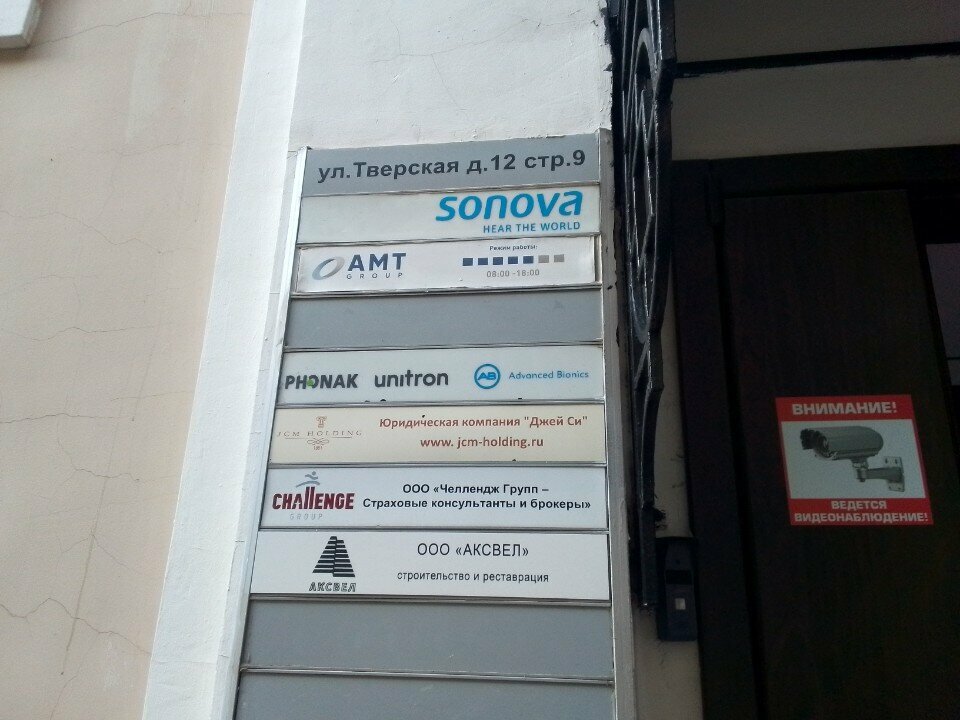 ул.Тверская д.12 стр.9
sonova
HEAR THE WORLD
AMT
GROUP
Режим работы:
08:00 -18:00
PHONAK unitron AB Advanced Bionics
JCM HOLDING
Юридическая компания "Джей Си"
www. jcm-holding.ru
CHALLENGE
GROUP
ООО «Челлендж Групп –
Страховые консультанты и брокеры»
АКСВЕЛ
ООО «АКСВЕЛ»
строительство и реставрация
ВНИМАНИЕ!
ВЕДЕТСЯ
ВИДЕОНАБЛЮДЕНИЕ!